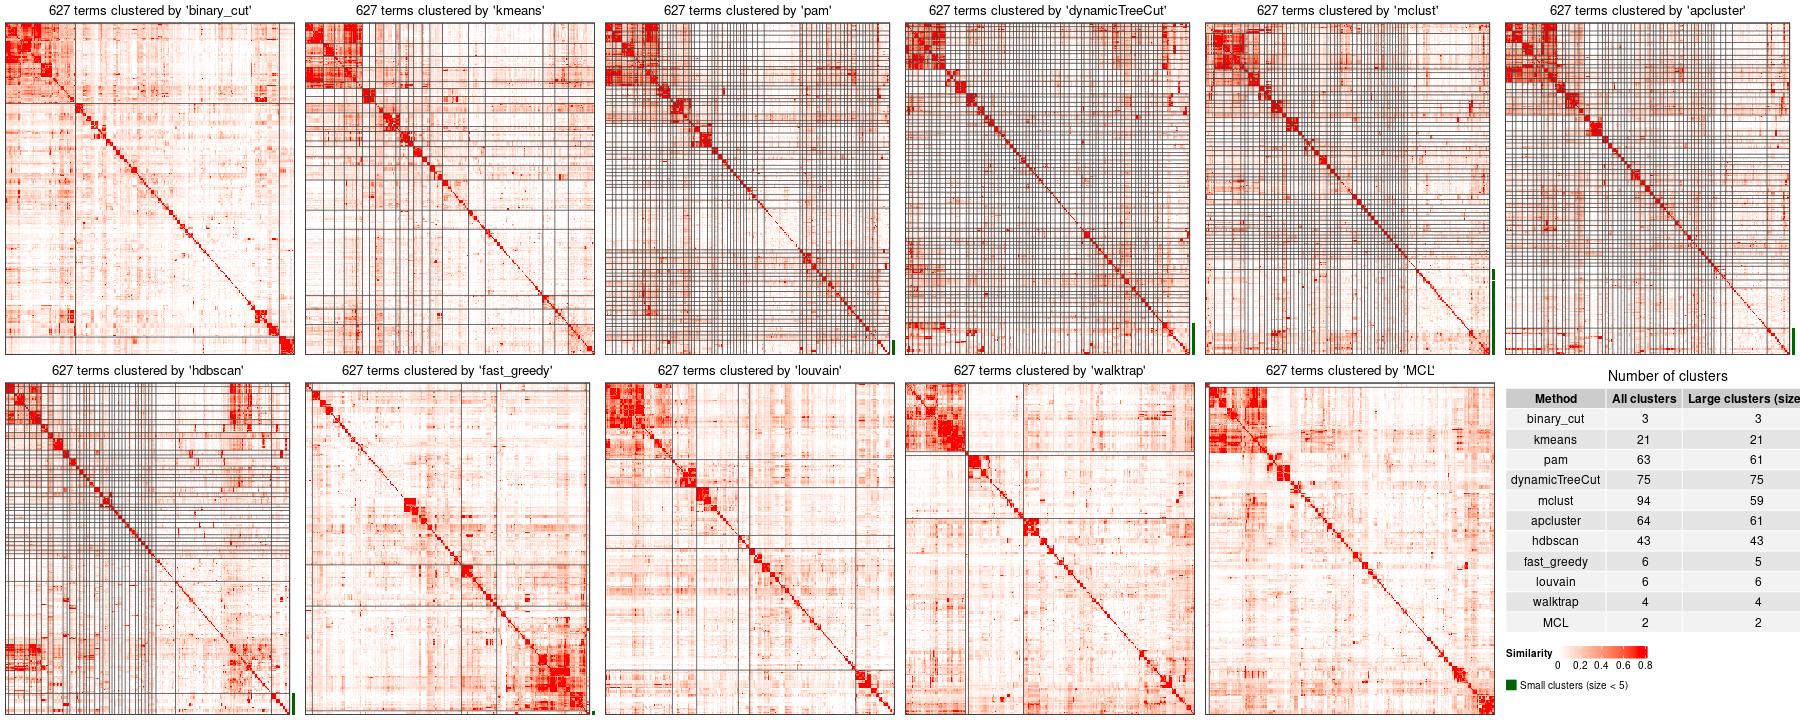 627 terms clustered by 'binary_cut'
627 terms clustered by 'kmeans'
627 terms clustered by 'pam'
627 terms clustered by 'dynamicTreeCut'
627 terms clustered by 'mclust'
627 terms clustered by 'apcluster'
627 terms clustered by 'hdbscan'
627 terms clustered by 'fast_greedy'
627 terms clustered by 'louvain'
627 terms clustered by 'walktrap'
627 terms clustered by 'MCL'
Number of clusters
Method All clusters Large clusters (size
binary_cut 3 3
kmeans 21 21
pam 63 61
dynamicTreeCut 75 75
mclust 94 59
apcluster 64 61
hdbscan 43 43
fast_greedy 6 5
louvain 6 6
walktrap 4 4
MCL 2 2
Similarity
0 0.2 0.4 0.6 0.8
Small clusters (size < 5)